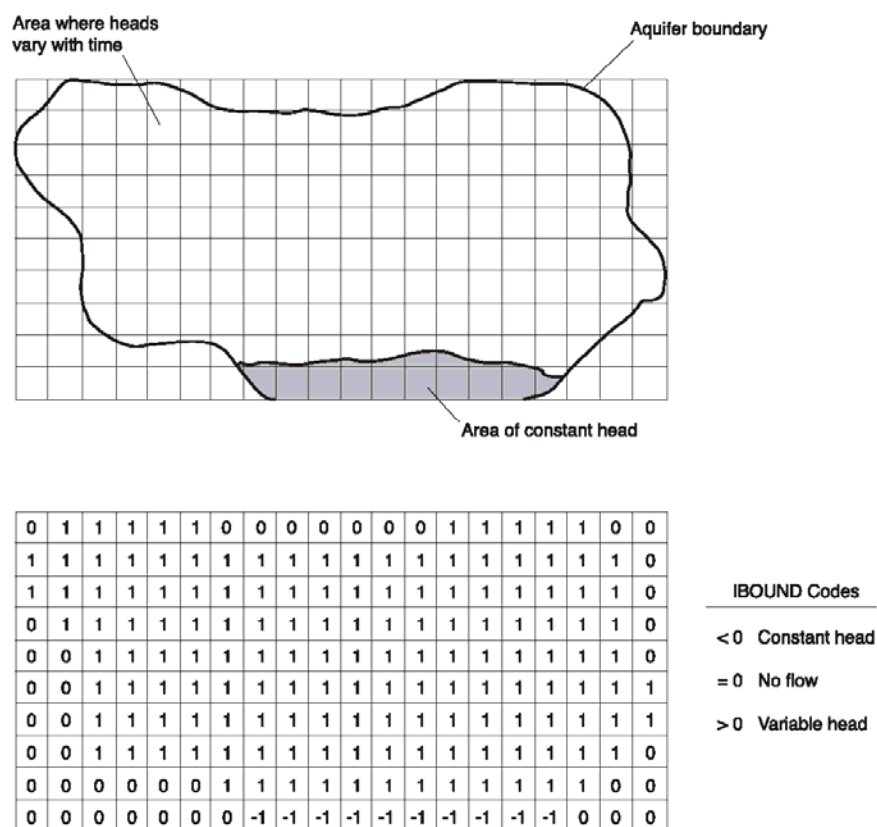 Area where heads
vary with time
Aquifer boundary
Area of constant head
0 1 1 1 1 1 0 0 0 0 0 0 0 1 1 1 1 1 0 0
1 1 1 1 1 1 1 1 1 1 1 1 1 1 1 1 1 1 1 0
1 1 1 1 1 1 1 1 1 1 1 1 1 1 1 1 1 1 1 0
0 1 1 1 1 1 1 1 1 1 1 1 1 1 1 1 1 1 1 0
0 0 1 1 1 1 1 1 1 1 1 1 1 1 1 1 1 1 1 0
0 0 1 1 1 1 1 1 1 1 1 1 1 1 1 1 1 1 1 1
0 0 1 1 1 1 1 1 1 1 1 1 1 1 1 1 1 1 1 1
0 0 1 1 1 1 1 1 1 1 1 1 1 1 1 1 1 1 1 0
0 0 0 0 0 0 1 1 1 1 1 1 1 1 1 1 1 1 0 0
0 0 0 0 0 0 0 -1 -1 -1 -1 -1 -1 -1 -1 -1 -1 0 0 0
IBOUND Codes
< 0 Constant head
= 0 No flow
> 0 Variable head